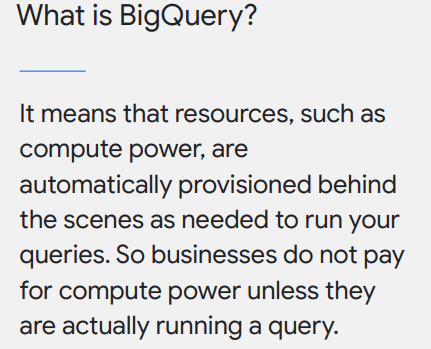 What is BigQuery?
It means that resources, such as
compute power, are
automatically provisioned behind
the scenes as needed to run your
queries. So businesses do not pay
for compute power unless they
are actually running a query.